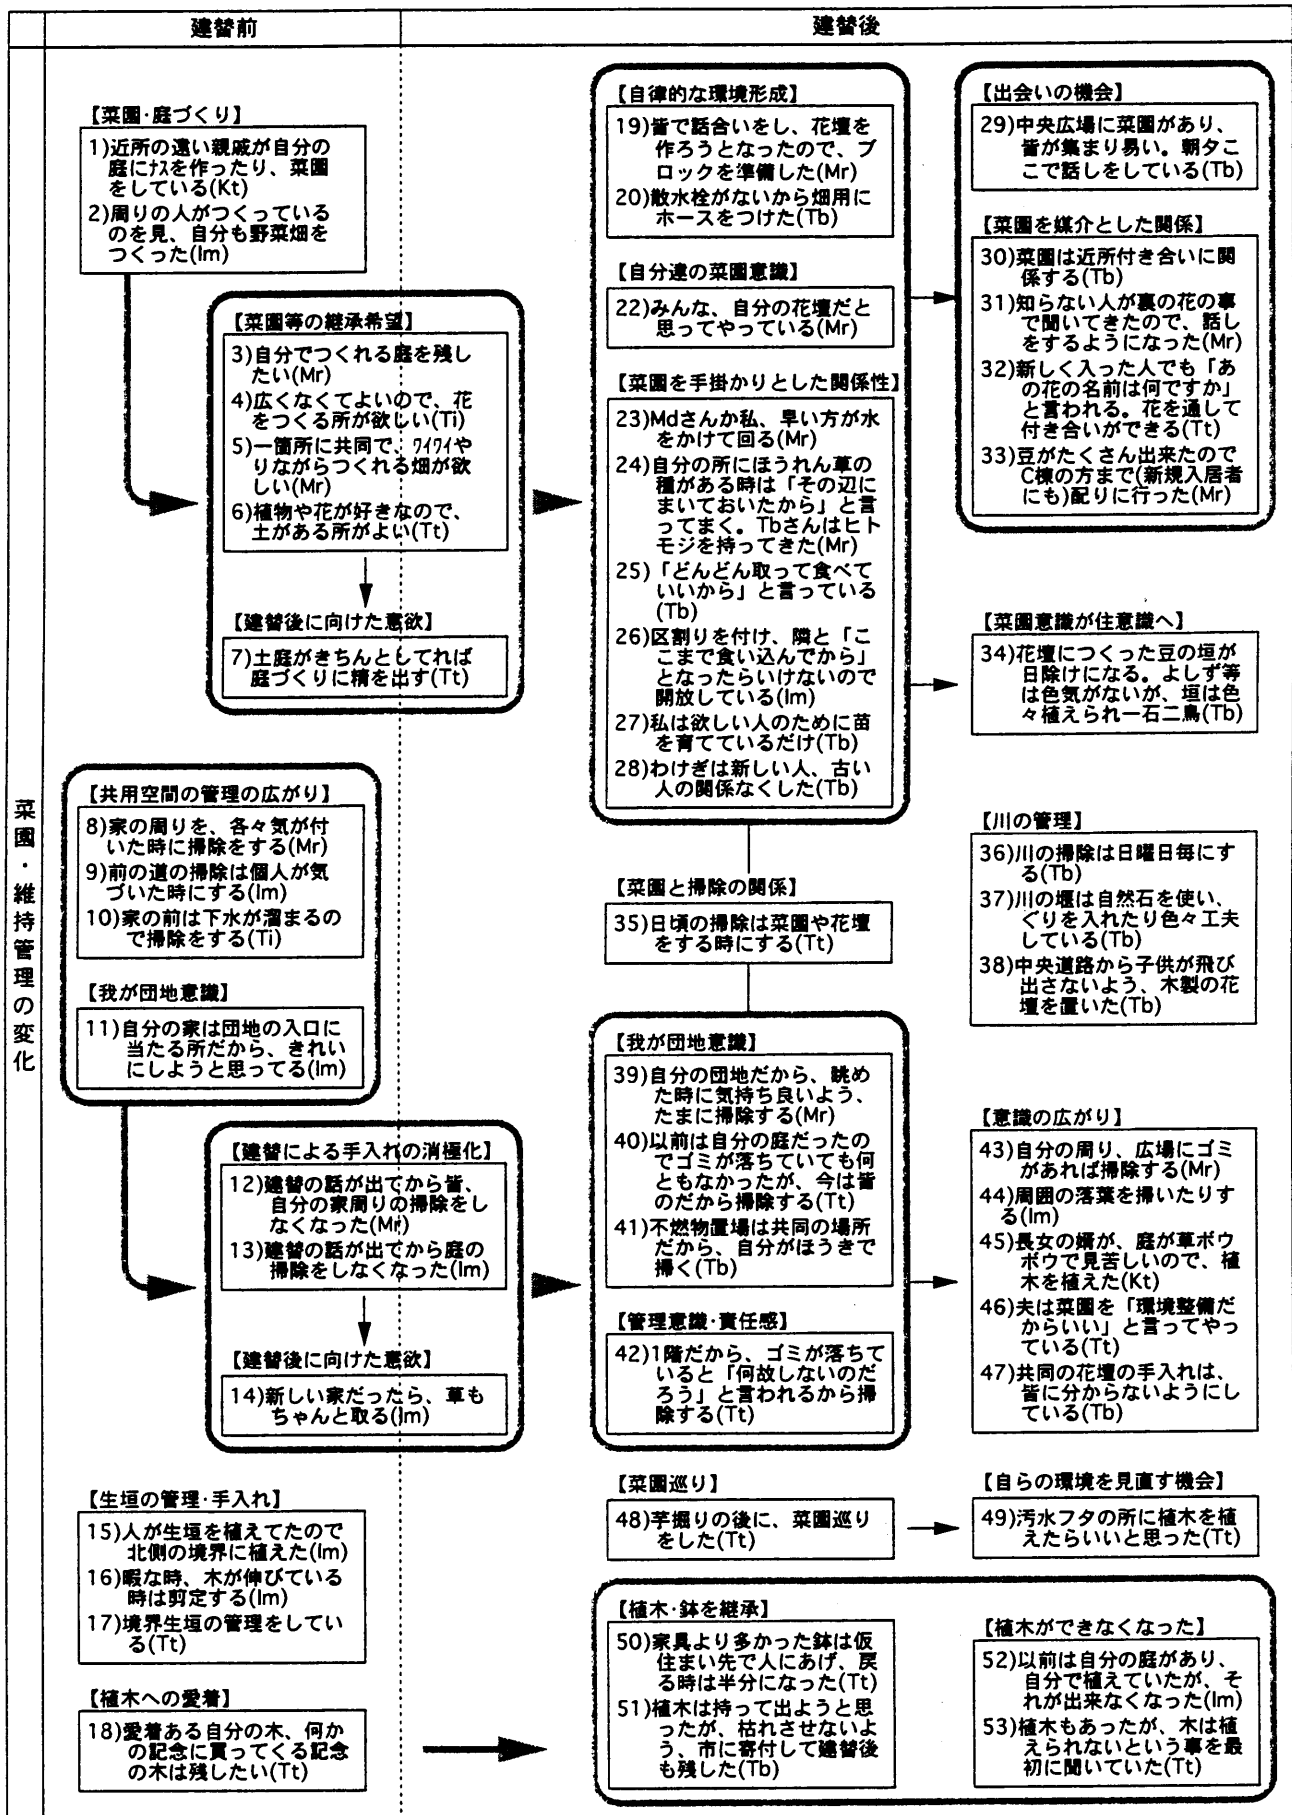 建替前
建替後
菜園・維持管理の変化
【菜園・庭づくり】
1)近所の遠い親戚が自分の
庭にﾅｽを作ったり、菜園
をしている(Kt)
2)周りの人がつくっている
のを見、自分も野菜畑を
つくった(Im)
【菜園等の継承希望】
3)自分でつくれる庭を残し
たい(Mr)
4)広くなくてよいので、花
をつくる所が欲しい(Ti)
5)一箇所に共同で、ﾜｲﾜｲや
りながらつくれる畑が欲
しい(Mr)
6)植物や花が好きなので、
土がある所がよい(Tt)
【建替後に向けた意欲】
7)土庭がきちんとしてれば
庭づくりに精を出す(Tt)
【共用空間の管理の広がり】
8)家の周りを、各々気が付
いた時に掃除をする(Mr)
9)前の道の掃除は個人が気
づいた時にする(Im)
10)家の前は下水が溜まるの
で掃除をする(Ti)
【我が団地意識】
11)自分の家は団地の入口に
当たる所だから、きれい
にしようと思ってる(Im)
【建替による手入れの消極化】
12)建替の話が出てから皆、
自分の家周りの掃除をし
なくなった(Mr)
13)建替の話が出てから庭の
掃除をしなくなった(Im)
【建替後に向けた意欲】
14)新しい家だったら、草も
ちゃんと取る(Im)
【生垣の管理・手入れ】
15)人が生垣を植えてたので
北側の境界に植えた(Im)
16)暇な時、木が伸びている
時は剪定する(Im)
17)境界生垣の管理をしてい
る(Tt)
【植木への愛着】
18)愛着ある自分の木、何か
の記念に買ってくる記念
の木は残したい(Tt)
【自律的な環境形成】
19)皆で話合いをし、花壇を
作ろうとなったので、ブ
ロックを準備した(Mr)
20)散水栓がないから畑用に
ホースをつけた(Tb)
【自分達の菜園意識】
22)みんな、自分の花壇だと
思ってやっている(Mr)
【菜園を手掛かりとした関係性】
23)Mdさんか私、早い方が水
をかけて回る(Mr)
24)自分の所にほうれん草の
種がある時は「その辺に
まいておいたから」と言
ってまく。Tbさんはヒト
モジを持ってきた(Mr)
25)「どんどん取って食べて
いいから」と言っている
(Tb)
26)区割りを付け、隣と「こ
こまで食い込んでから」
となったらいけないので
開放している(Im)
27)私は欲しい人のために苗
を育てているだけ(Tb)
28)わけぎは新しい人、古い
人の関係なくした(Tb)
【菜園と掃除の関係】
35)日頃の掃除は菜園や花壇
をする時にする(Tt)
【我が団地意識】
39)自分の団地だから、眺め
た時に気持ち良いよう、
たまに掃除する(Mr)
40)以前は自分の庭だったの
でゴミが落ちていても何
ともなかったが、今は皆
のだから掃除する(Tt)
41)不燃物置場は共同の場所
だから、自分がほうきで
掃く(Tb)
【管理意識・責任感】
42)1階だから、ゴミが落ちて
いると「何故しないのだ
ろう」と言われるから掃
除する(Tt)
【菜園巡り】
48)芋掘りの後に、菜園巡り
をした(Tt)
【植木・鉢を継承】
50)家具より多かった鉢は仮
住まい先で人にあげ、戻
る時は半分になった(Tt)
51)植木は持って出ようと思
ったが、枯れさせないよ
う、市に寄付して建替後
も残した(Tb)
【出会いの機会】
29)中央広場に菜園があり、
皆が集まり易い。朝夕こ
こで話しをしている(Tb)
【菜園を媒介とした関係】
30)菜園は近所付き合いに関
係する(Tb)
31)知らない人が裏の花の事
で聞いてきたので、話し
をするようになった(Mr)
32)新しく入った人でも「あ
の花の名前は何ですか」
と言われる。花を通して
付き合いができる(Tt)
33)豆がたくさん出来たので
C棟の方まで(新規入居者
にも)配りに行った(Mr)
【菜園意識が住意識へ】
34)花壇につくった豆の垣が
日除けになる。よしず等
は色気がないが、垣は色
々植えられ一石二鳥(Tb)
【川の管理】
36)川の掃除は日曜日毎にす
る(Tb)
37)川の堰は自然石を使い、
ぐりを入れたり色々工夫
している(Tb)
38)中央道路から子供が飛び
出さないよう、木製の花
壇を置いた(Tb)
【意識の広がり】
43)自分の周り、広場にゴミ
があれば掃除する(Mr)
44)周囲の落葉を掃いたりす
る(Im)
45)長女の婿が、庭が草ボウ
ボウで見苦しいので、植
木を植えた(Kt)
46)夫は菜園を「環境整備だ
からいい」と言ってやっ
ている(Tt)
47)共同の花壇の手入れは、
皆に分からないようにし
ている(Tb)
【自らの環境を見直す機会】
49)汚水フタの所に植木を植
えたらいいと思った(Tt)
【植木ができなくなった】
52)以前は自分の庭があり、
自分で植えていたが、そ
れが出来なくなった(Im)
53)植木もあったが、木は植
えられないという事を最
初に聞いていた(Tt)